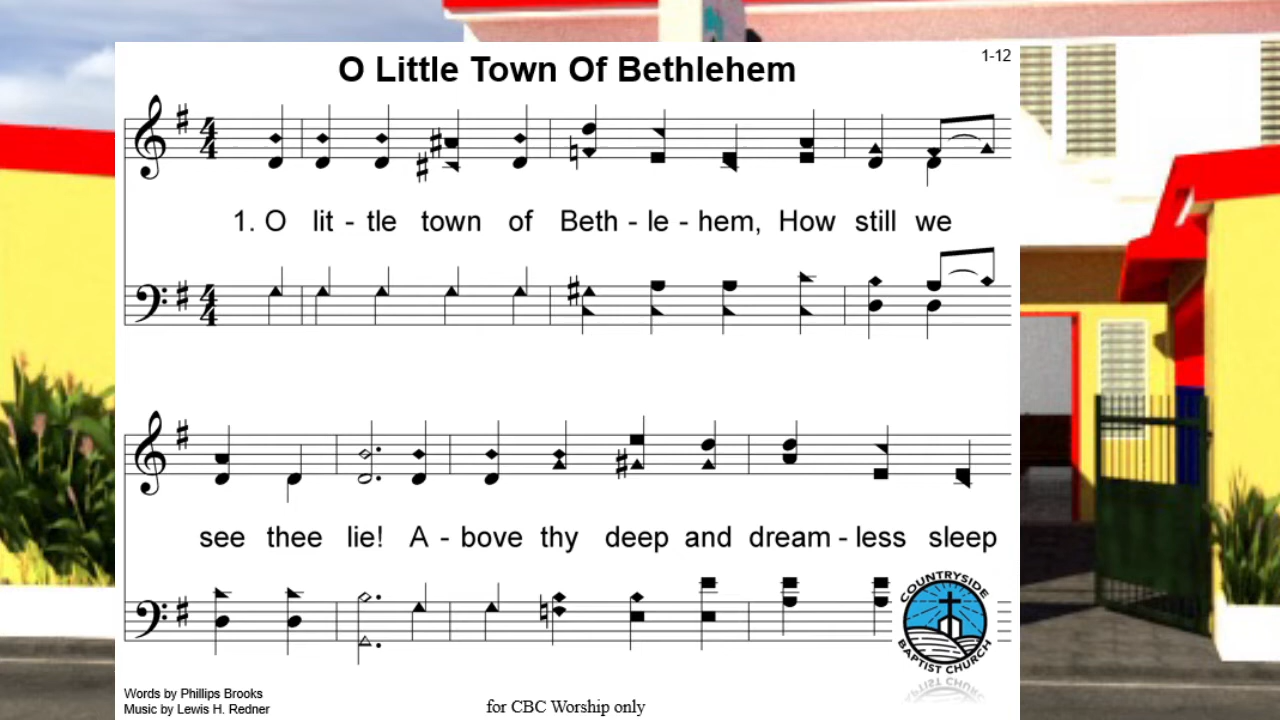 O Little Town Of Bethlehem
1-12
1. O lit - tle town of Beth - le - hem, How still we
see thee lie! A - bove thy deep and dream - less sleep
COUNTRYSIDE
BAPTIST CHURCH
Words by Phillips Brooks
Music by Lewis H. Redner
for CBC Worship only